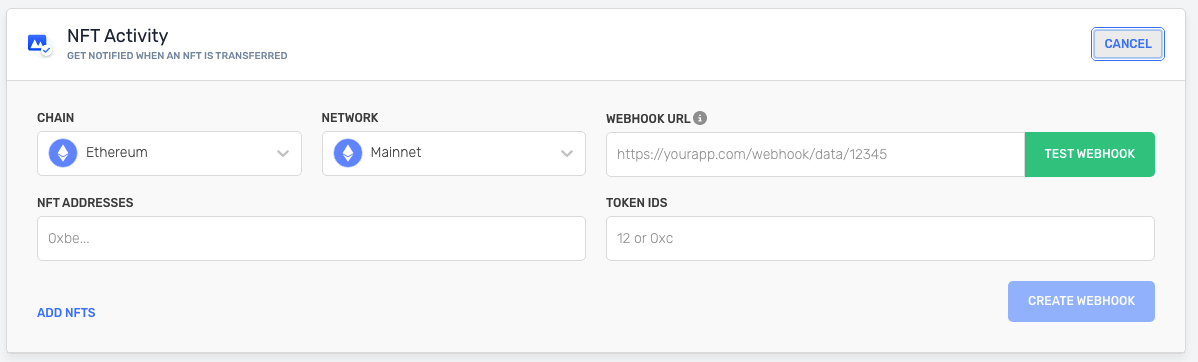 NFT Activity
GET NOTIFIED WHEN AN NFT IS TRANSFERRED
CANCEL
CHAIN
NETWORK
WEBHOOK URL
Ethereum
Mainnet
https://yourapp.com/webhook/data/12345
TEST WEBHOOK
NFT ADDRESSES
TOKEN IDS
0xbe...
12 or 0xc
ADD NFTS
CREATE WEBHOOK